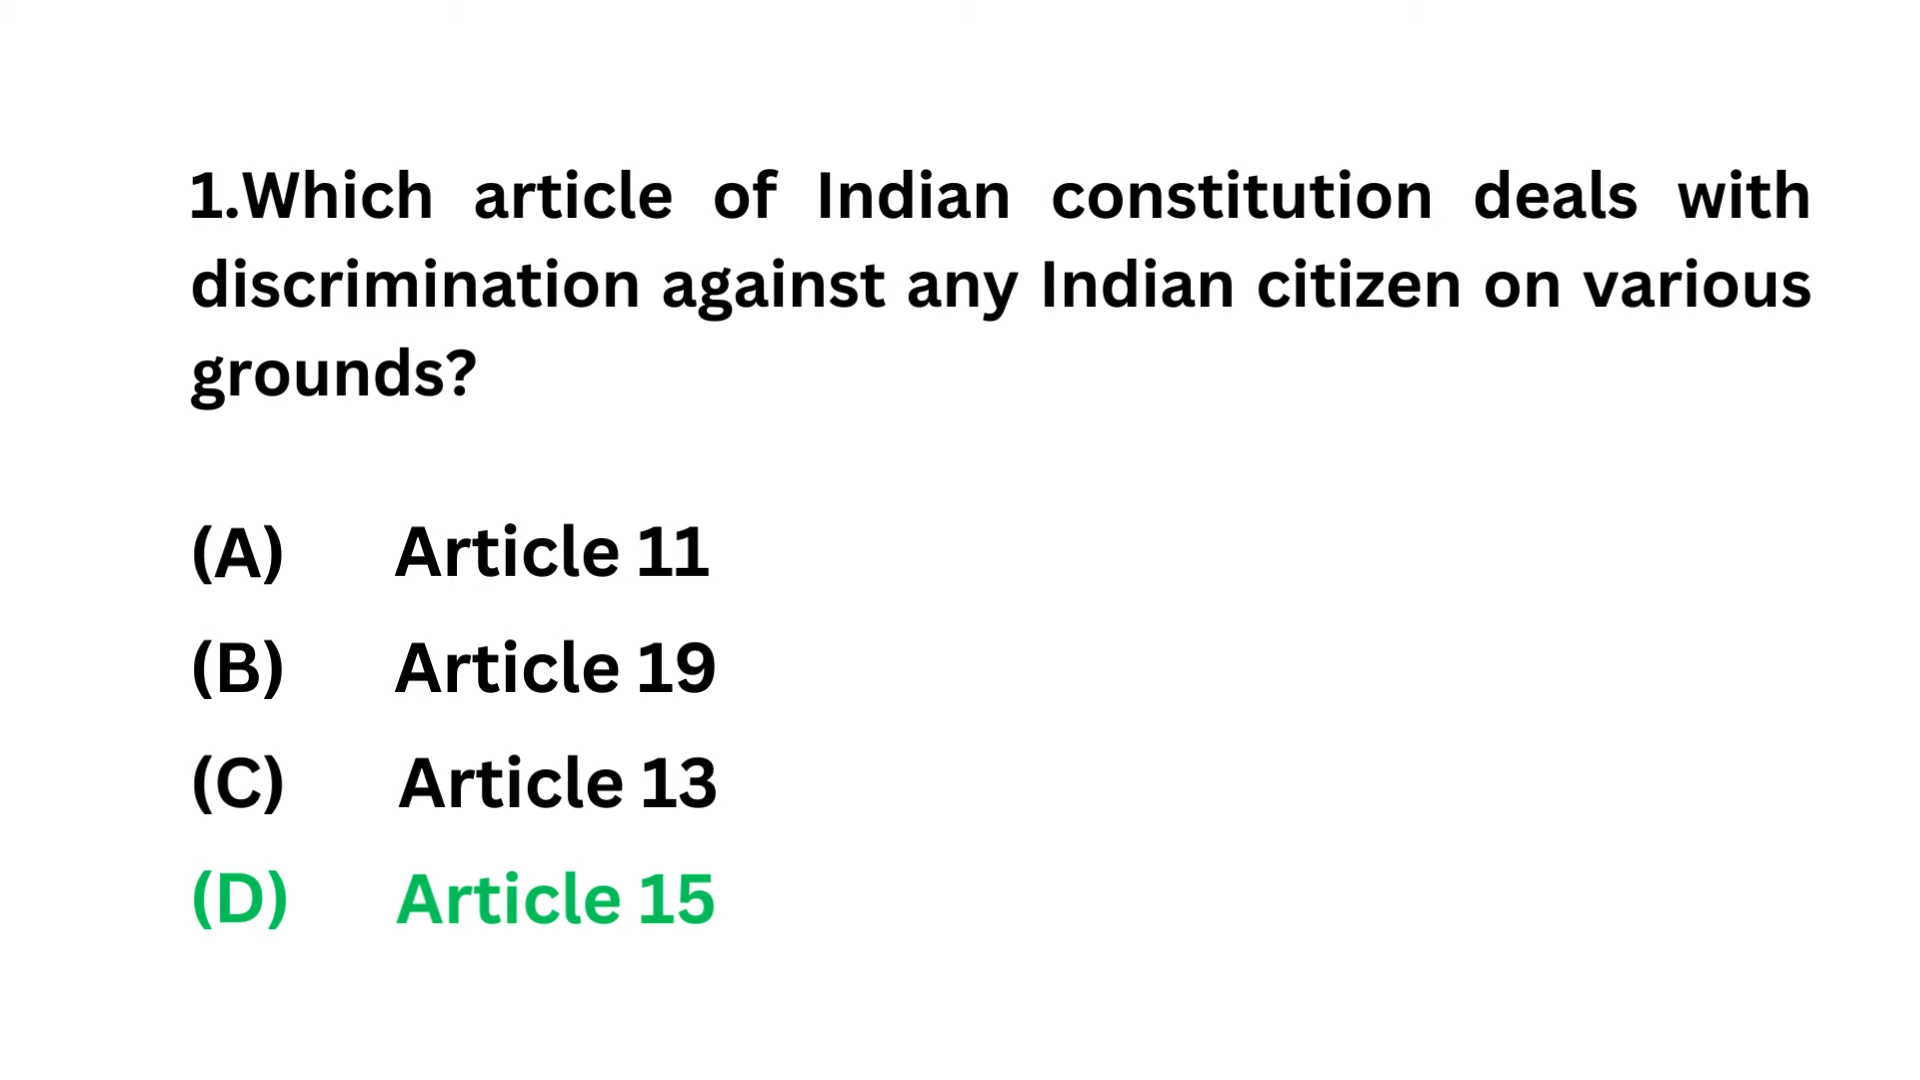 1.Which article of Indian constitution deals with
discrimination against any Indian citizen on various
grounds?
(A) Article 11
(B) Article 19
(C) Article 13
(D) Article 15